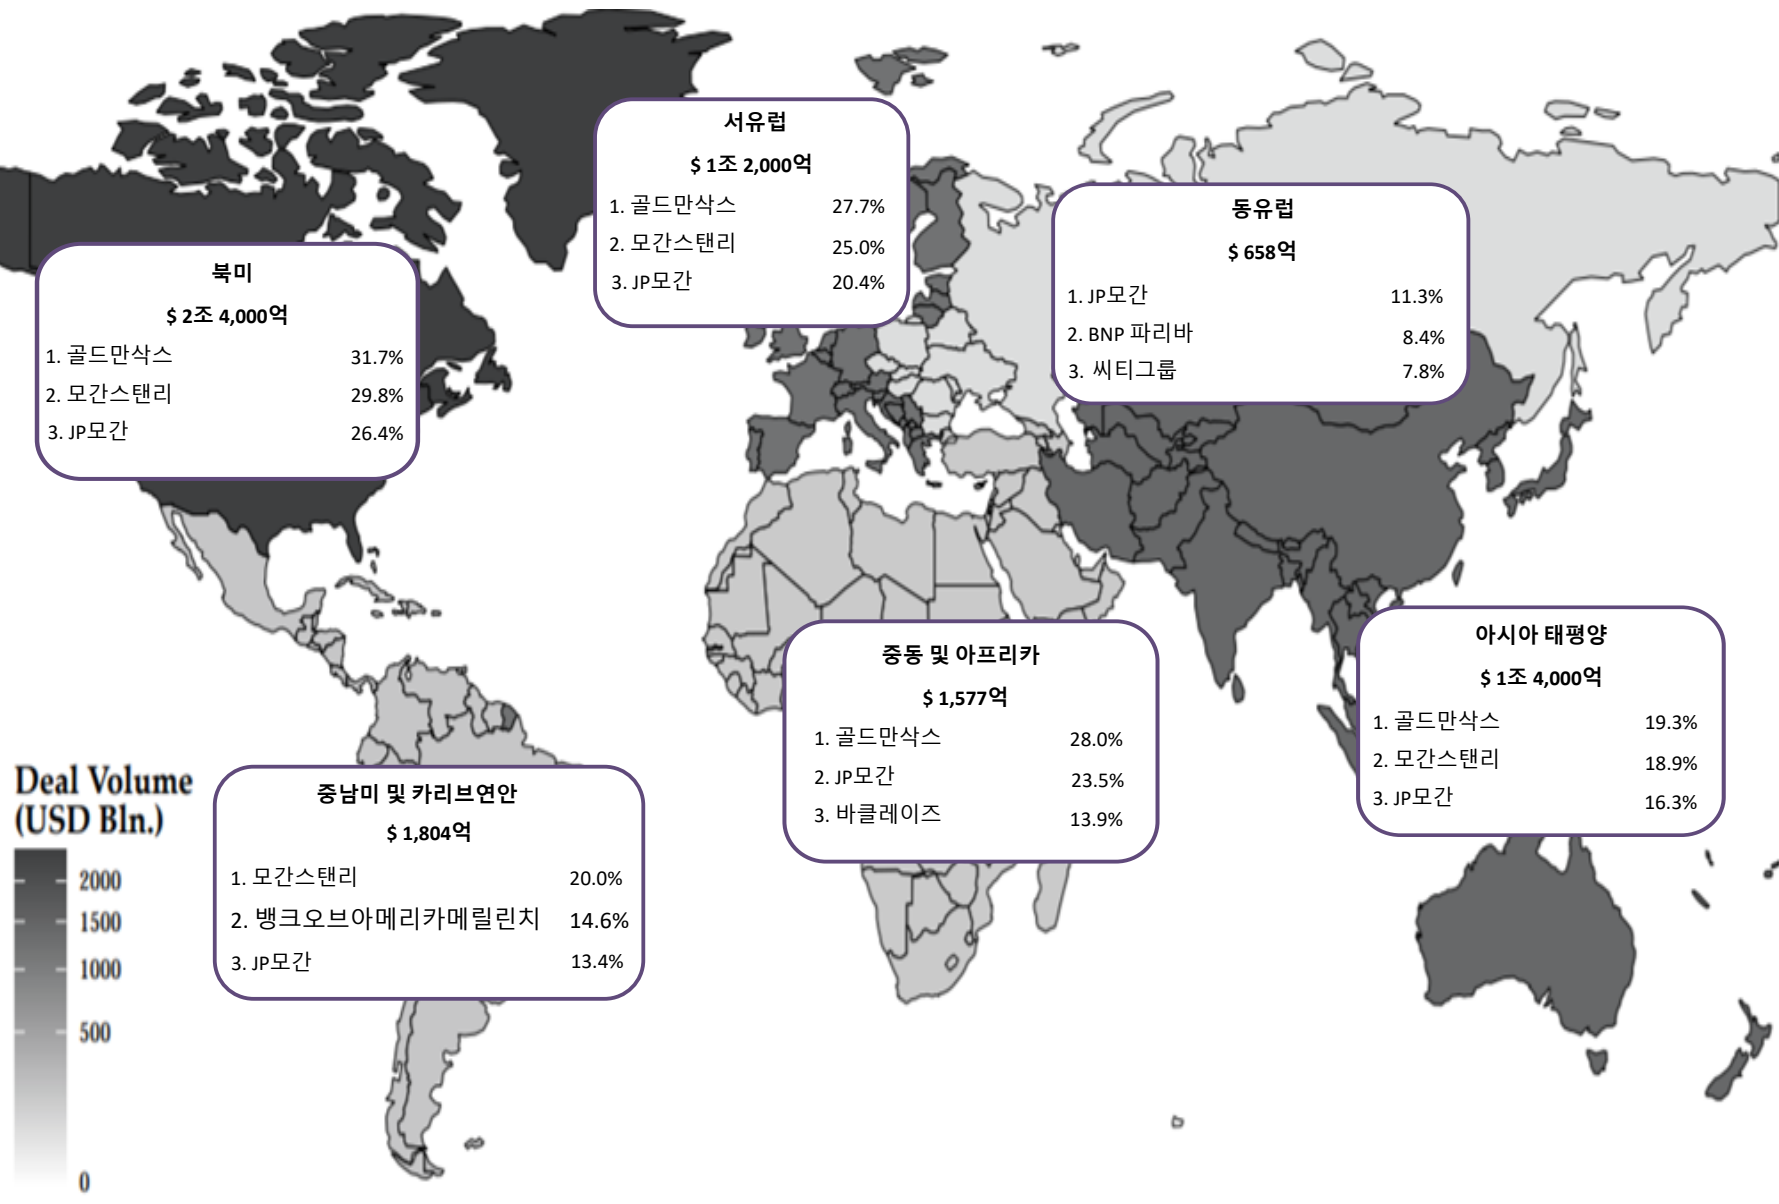 서유럽
$ 1조 2,000억
1. 골드만삭스 27.7%
2. 모간스탠리 25.0%
3. JP모간 20.4%
동유럽
$ 658억
1. JP모간 11.3%
2. BNP 파리바 8.4%
3. 씨티그룹 7.8%
북미
$ 2조 4,000억
1. 골드만삭스 31.7%
2. 모간스탠리 29.8%
3. JP모간 26.4%
중동 및 아프리카
$ 1,577억
1. 골드만삭스 28.0%
2. JP모간 23.5%
3. 바클레이즈 13.9%
아시아 태평양
$ 1조 4,000억
1. 골드만삭스 19.3%
2. 모간스탠리 18.9%
3. JP모간 16.3%
중남미 및 카리브연안
$ 1,804억
1. 모간스탠리 20.0%
2. 뱅크오브아메리카메릴린치 14.6%
3. JP모간 13.4%
Deal Volume
(USD Bln.)
2000
1500
1000
500
0